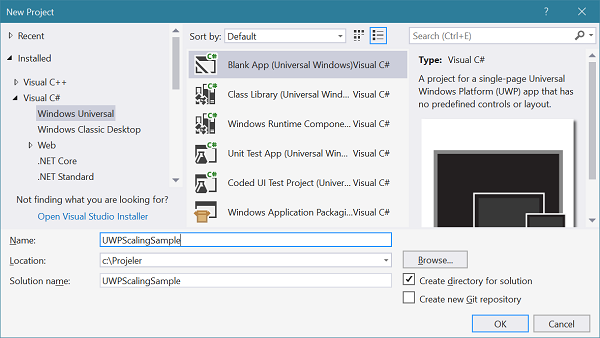 New Project
Recent
Installed
Visual C++
Visual C#
Windows Universal
Windows Classic Desktop
Web
.NET Core
.NET Standard
Not finding what you are looking for?
Open Visual Studio Installer
Sort by: Default
C# Blank App (Universal Windows) Visual C#
C# Class Library (Universal Wind... Visual C#
C# Windows Runtime Compone... Visual C#
C# Unit Test App (Universal Wind... Visual C#
C# Coded UI Test Project (Univer... Visual C#
Windows Application Packagi... Visual C#
Search (Ctrl+E)
Type: Visual C#
A project for a single-page Universal
Windows Platform (UWP) app that has
no predefined controls or layout.
Name: UWPScalingSample
Location: c:\Projeler
Browse...
Solution name: UWPScalingSample
Create directory for solution
Create new Git repository
OK
Cancel